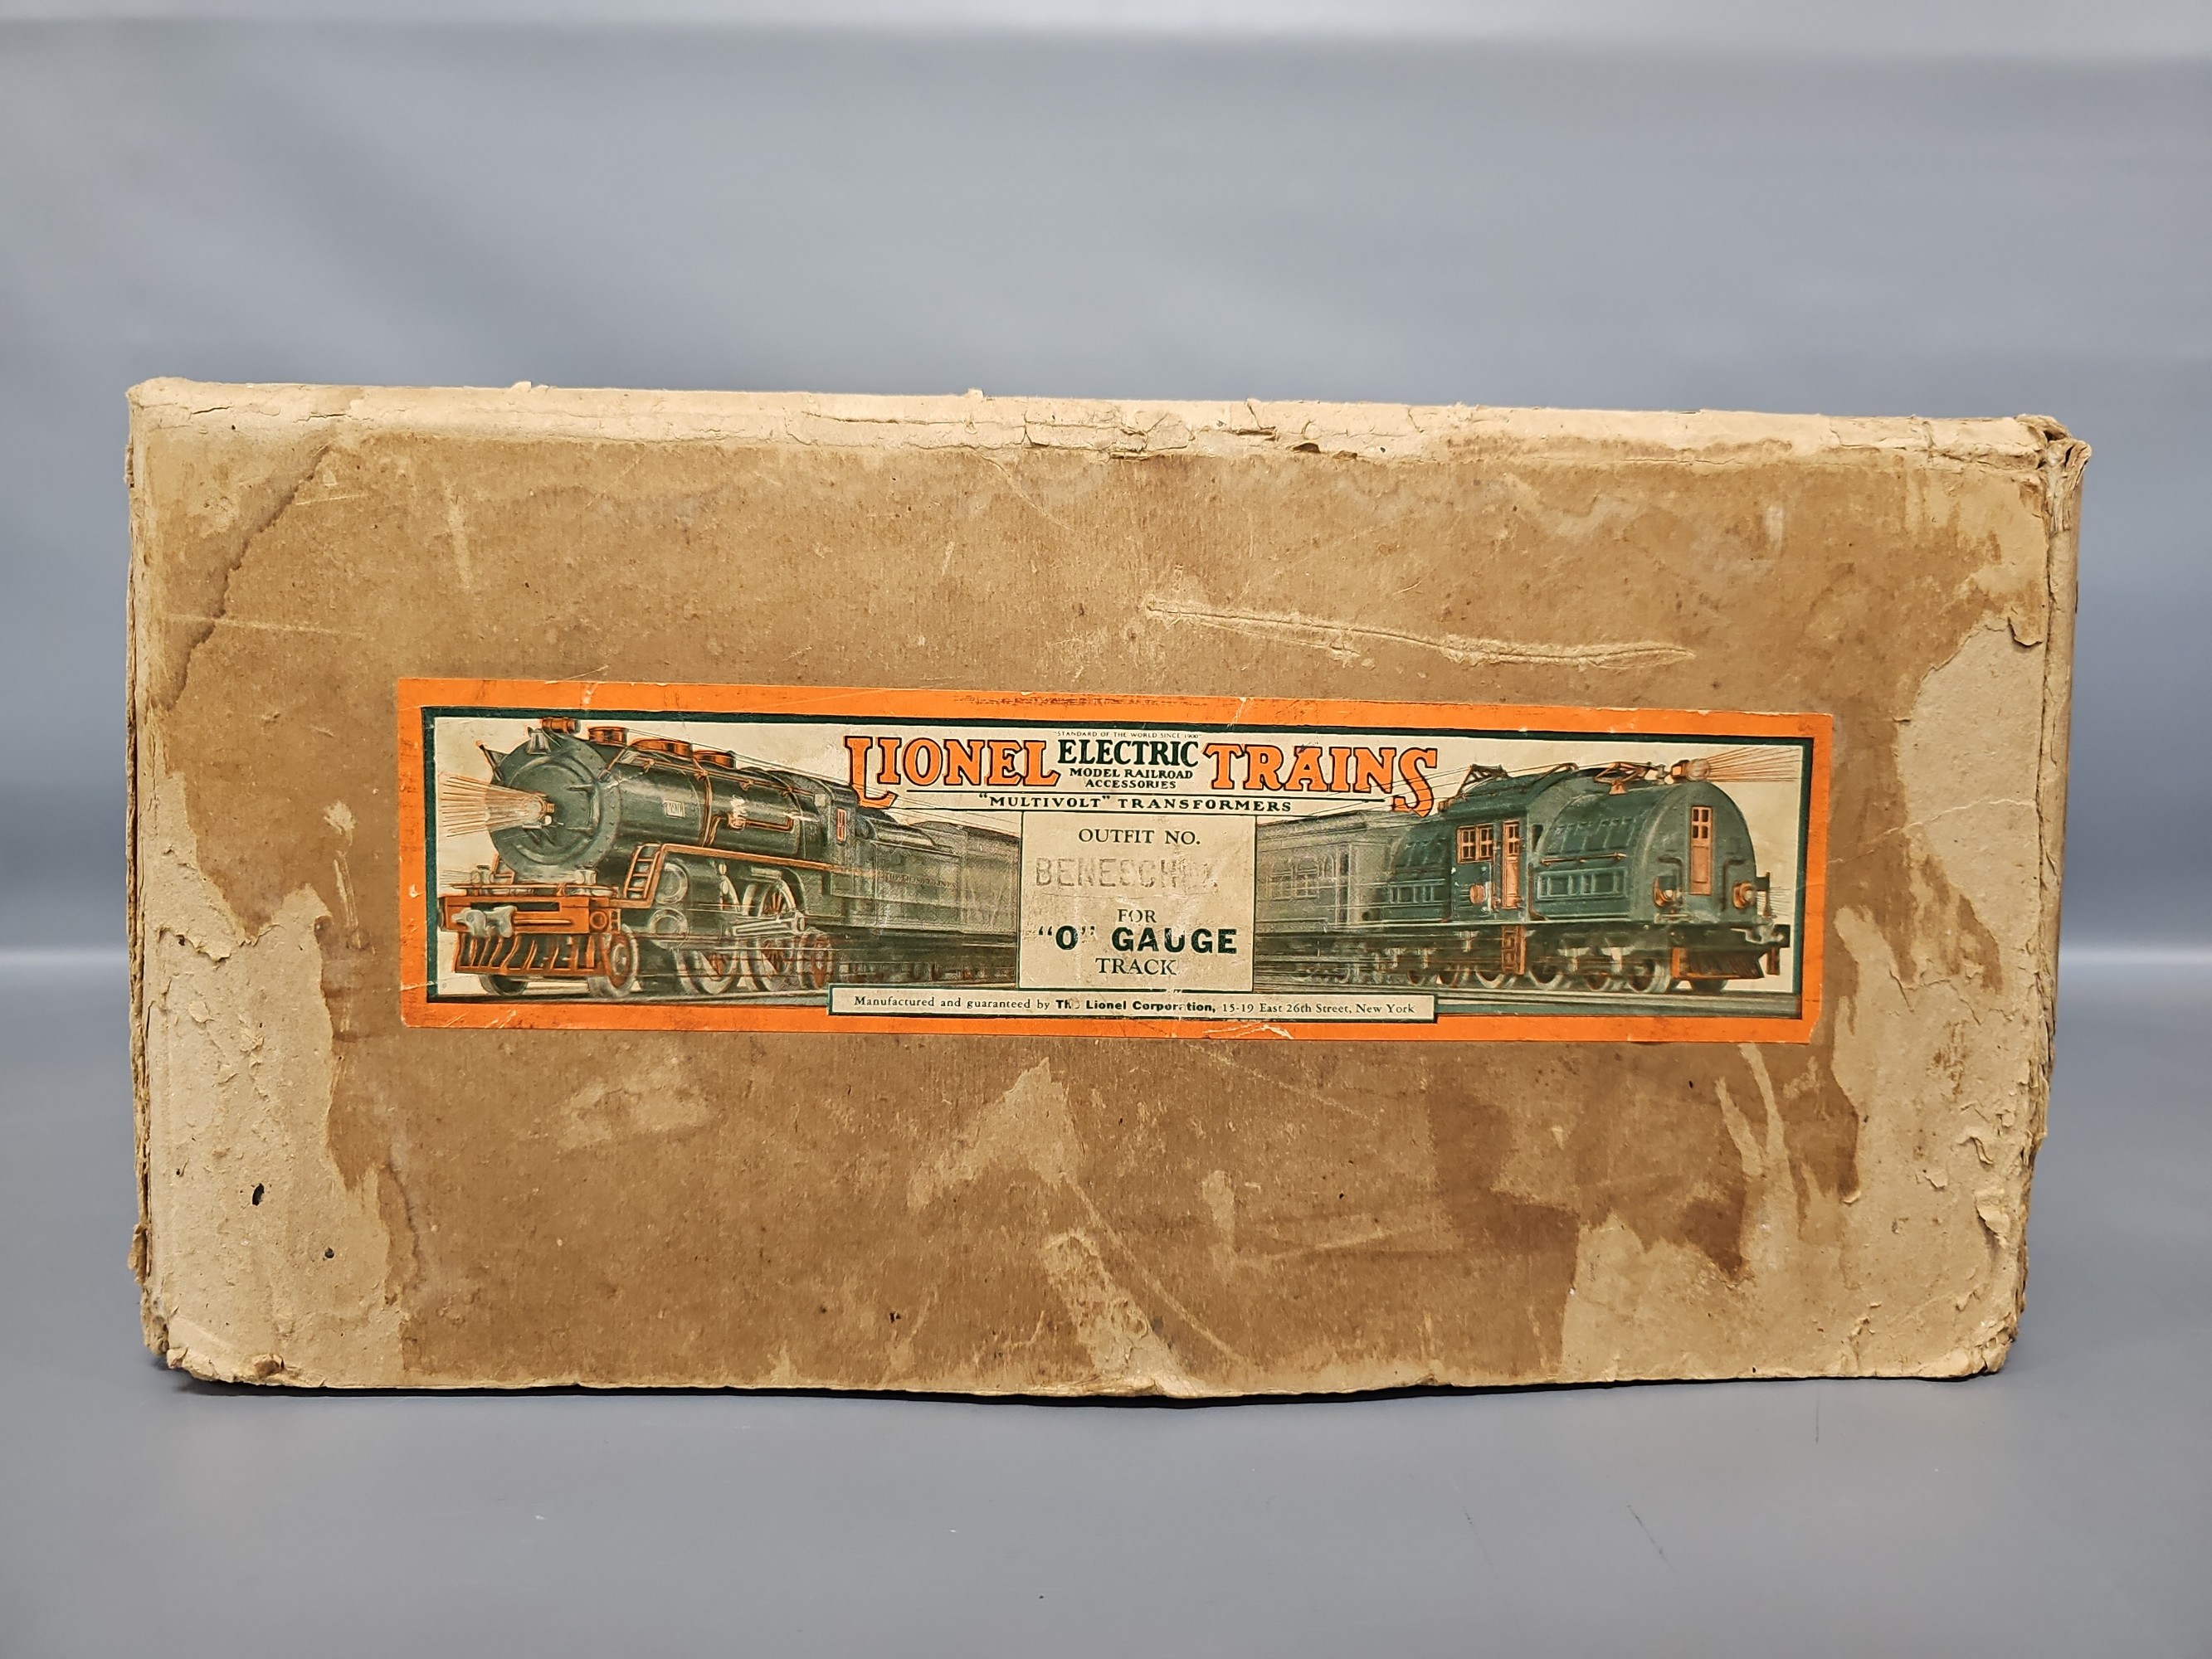 "STANDARD OF THE WORLD SINCE 1900"
LIONEL ELECTRIC TRAINS
MODEL RAILROAD
ACCESSORIES
"MULTIVOLT" TRANSFORMERS
OUTFIT NO.
FOR
"O" GAUGE
TRACK
Manufactured and guaranteed by The Lionel Corporation, 15-19 East 26th Street, New York